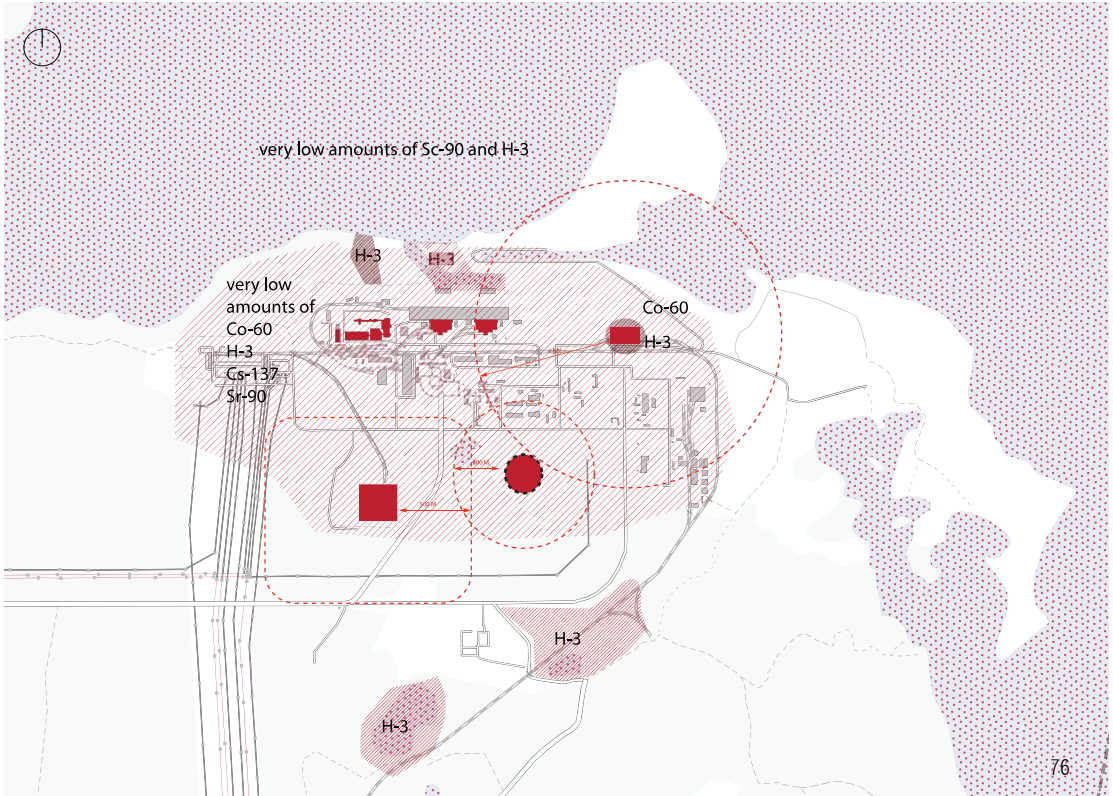 very low amounts of Sc-90 and H-3
H-3
H-3
very low
amounts of
Co-60
H-3
Cs-137
Sr-90
Co-60
H-3
500 M
H-3
H-3
76